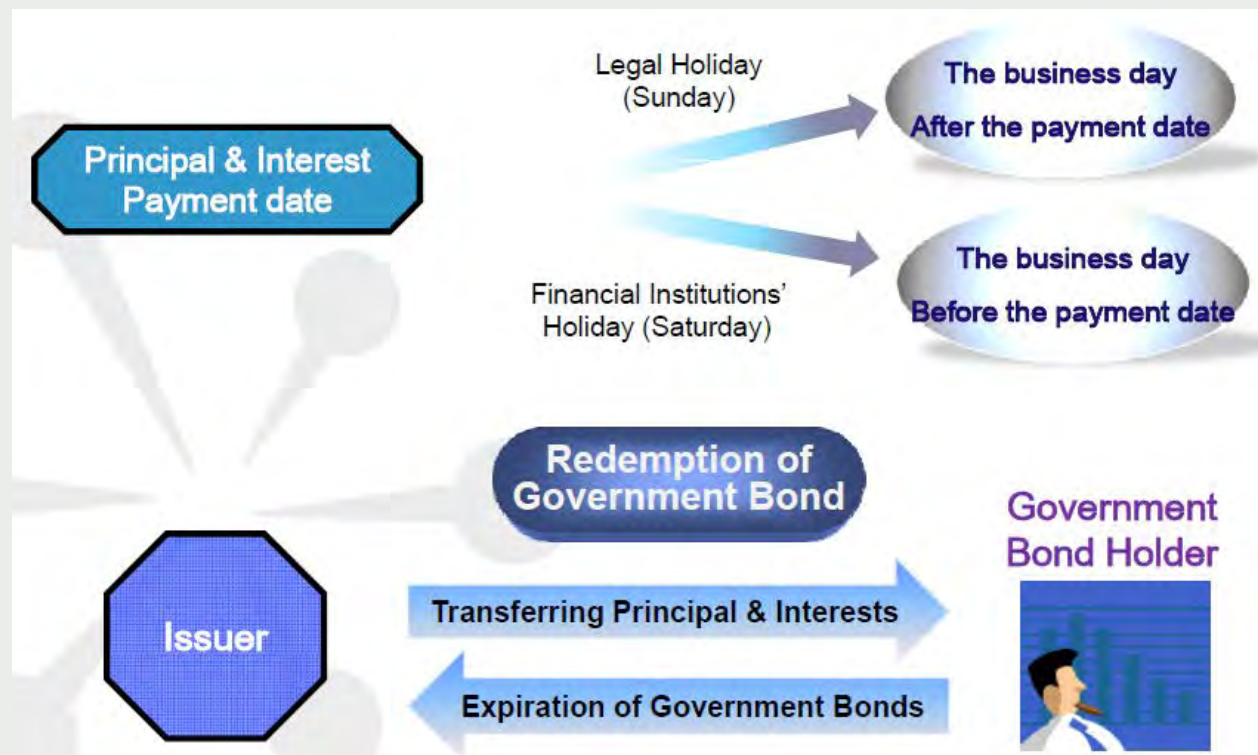 Principal & Interest
Payment date
Legal Holiday
(Sunday)
The business day
After the payment date
Financial Institutions’
Holiday (Saturday)
The business day
Before the payment date
Redemption of
Government Bond
Issuer
Transferring Principal & Interests
Expiration of Government Bonds
Government
Bond Holder